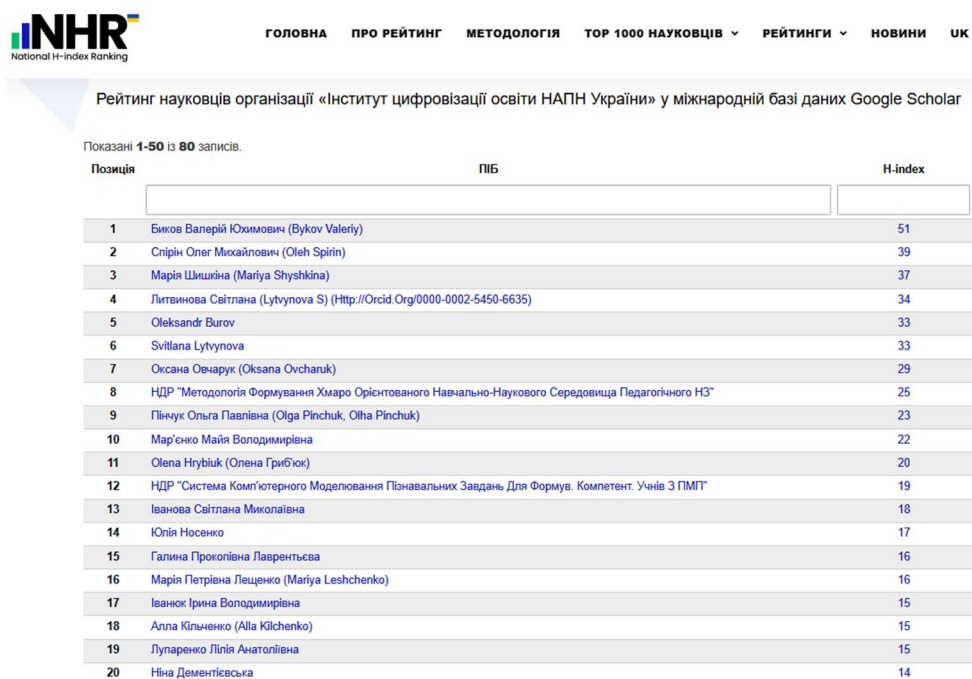 NHR
National H-index Ranking
ГОЛОВНА ПРО РЕЙТИНГ МЕТОДОЛОГІЯ ТОР 1000 НАУКОВЦІВ РЕЙТИНГИ НОВИНИ UK
Рейтинг науковців організації «Інститут цифровізації освіти НАПН України» у міжнародній базі даних Google Scholar
Показані 1-50 із 80 записів.
Позиція ПІБ H-index
1 Биков Валерій Юхимович (Bykov Valeriy) 51
2 Спірін Олег Михайлович (Oleh Spirin) 39
3 Марія Шишкіна (Mariya Shyshkina) 37
4 Литвинова Світлана (Lytvynova S) (Http://Orcid.Org/0000-0002-5450-6635) 34
5 Oleksandr Burov 33
6 Svitlana Lytvynova 33
7 Оксана Овчарук (Oksana Ovcharuk) 29
8 НДР "Методологія Формування Хмаро Орієнтованого Навчально-Наукового Середовища Педагогічного НЗ" 25
9 Пінчук Ольга Павлівна (Olga Pinchuk, Olha Pinchuk) 23
10 Мар'єнко Майя Володимирівна 22
11 Olena Hrybiuk (Олена Гриб'юк) 20
12 НДР "Система Комп'ютерного Моделювання Пізнавальних Завдань Для Формув. Компетент. Учнів З ПМП" 19
13 Іванова Світлана Миколаївна 18
14 Юлія Носенко 17
15 Галина Прокопівна Лаврентьєва 16
16 Марія Петрівна Лещенко (Mariya Leshchenko) 16
17 Іванюк Ірина Володимирівна 15
18 Алла Кільченко (Alla Kilchenko) 15
19 Лупаренко Лілія Анатоліївна 15
20 Ніна Дементієвська 14